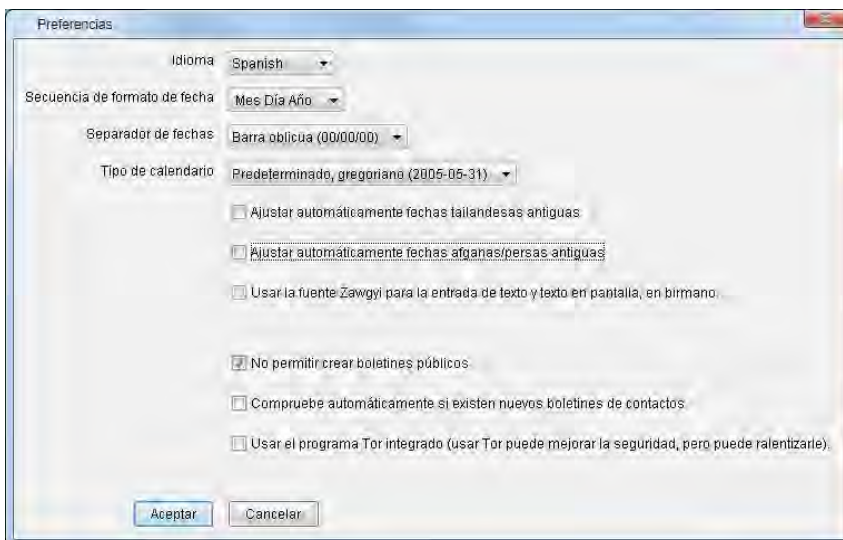 Preferencias
Idioma Spanish
Secuencia de formato de fecha Mes Día Año
Separador de fechas Barra oblicua (00/00/00)
Tipo de calendario Predeterminado, gregoriano (2005-05-31)
Ajustar automáticamente fechas tailandesas antiguas
Ajustar automáticamente fechas afganas/persas antiguas
Usar la fuente Zawgyi para la entrada de texto y texto en pantalla, en birmano.
No permitir crear boletines públicos
Compruebe automáticamente si existen nuevos boletines de contactos.
Usar el programa Tor integrado (usar Tor puede mejorar la seguridad, pero puede ralentizarle).
Aceptar Cancelar